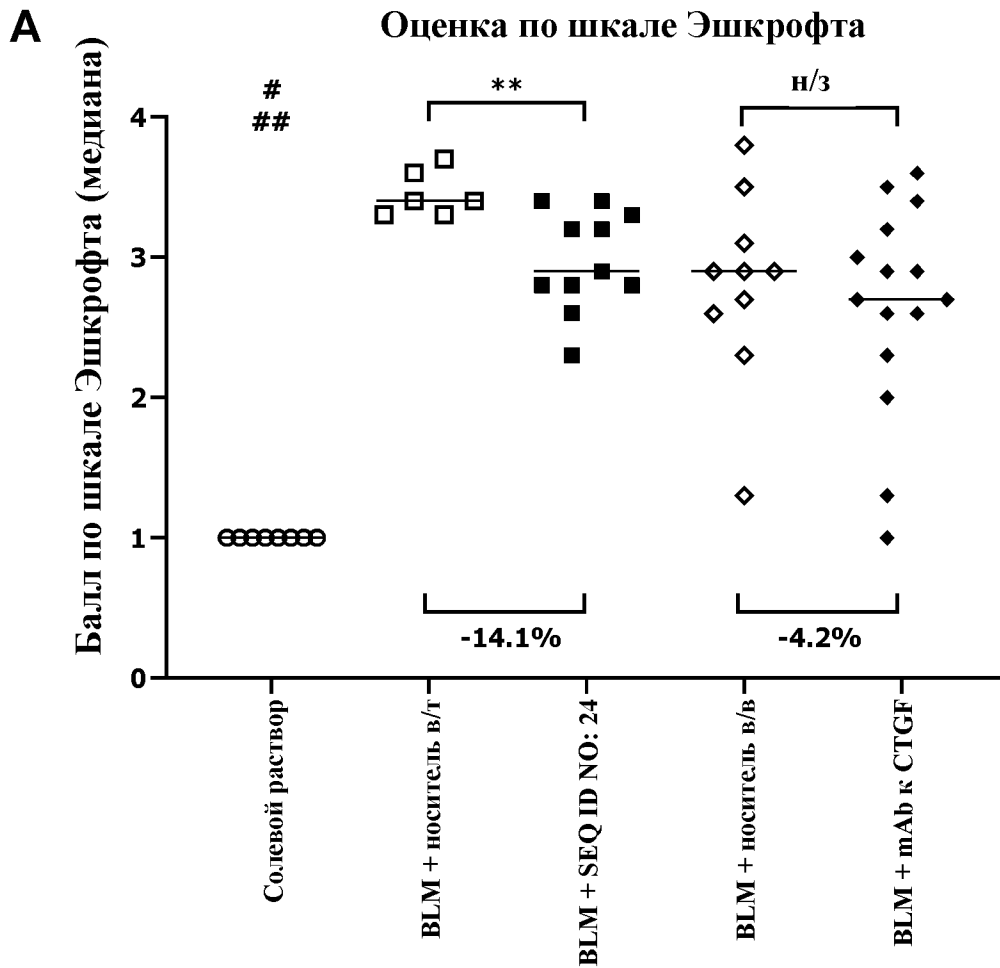 A
Оценка по шкале Эшкрофта
Балл по шкале Эшкрофта (медиана)
#
##
**
н/з
4
3
2
1
0
-14.1%
-4.2%
Солевой раствор
BLM + носитель в/т
BLM + SEQ ID NO: 24
BLM + носитель в/в
BLM + mAb к CTGF